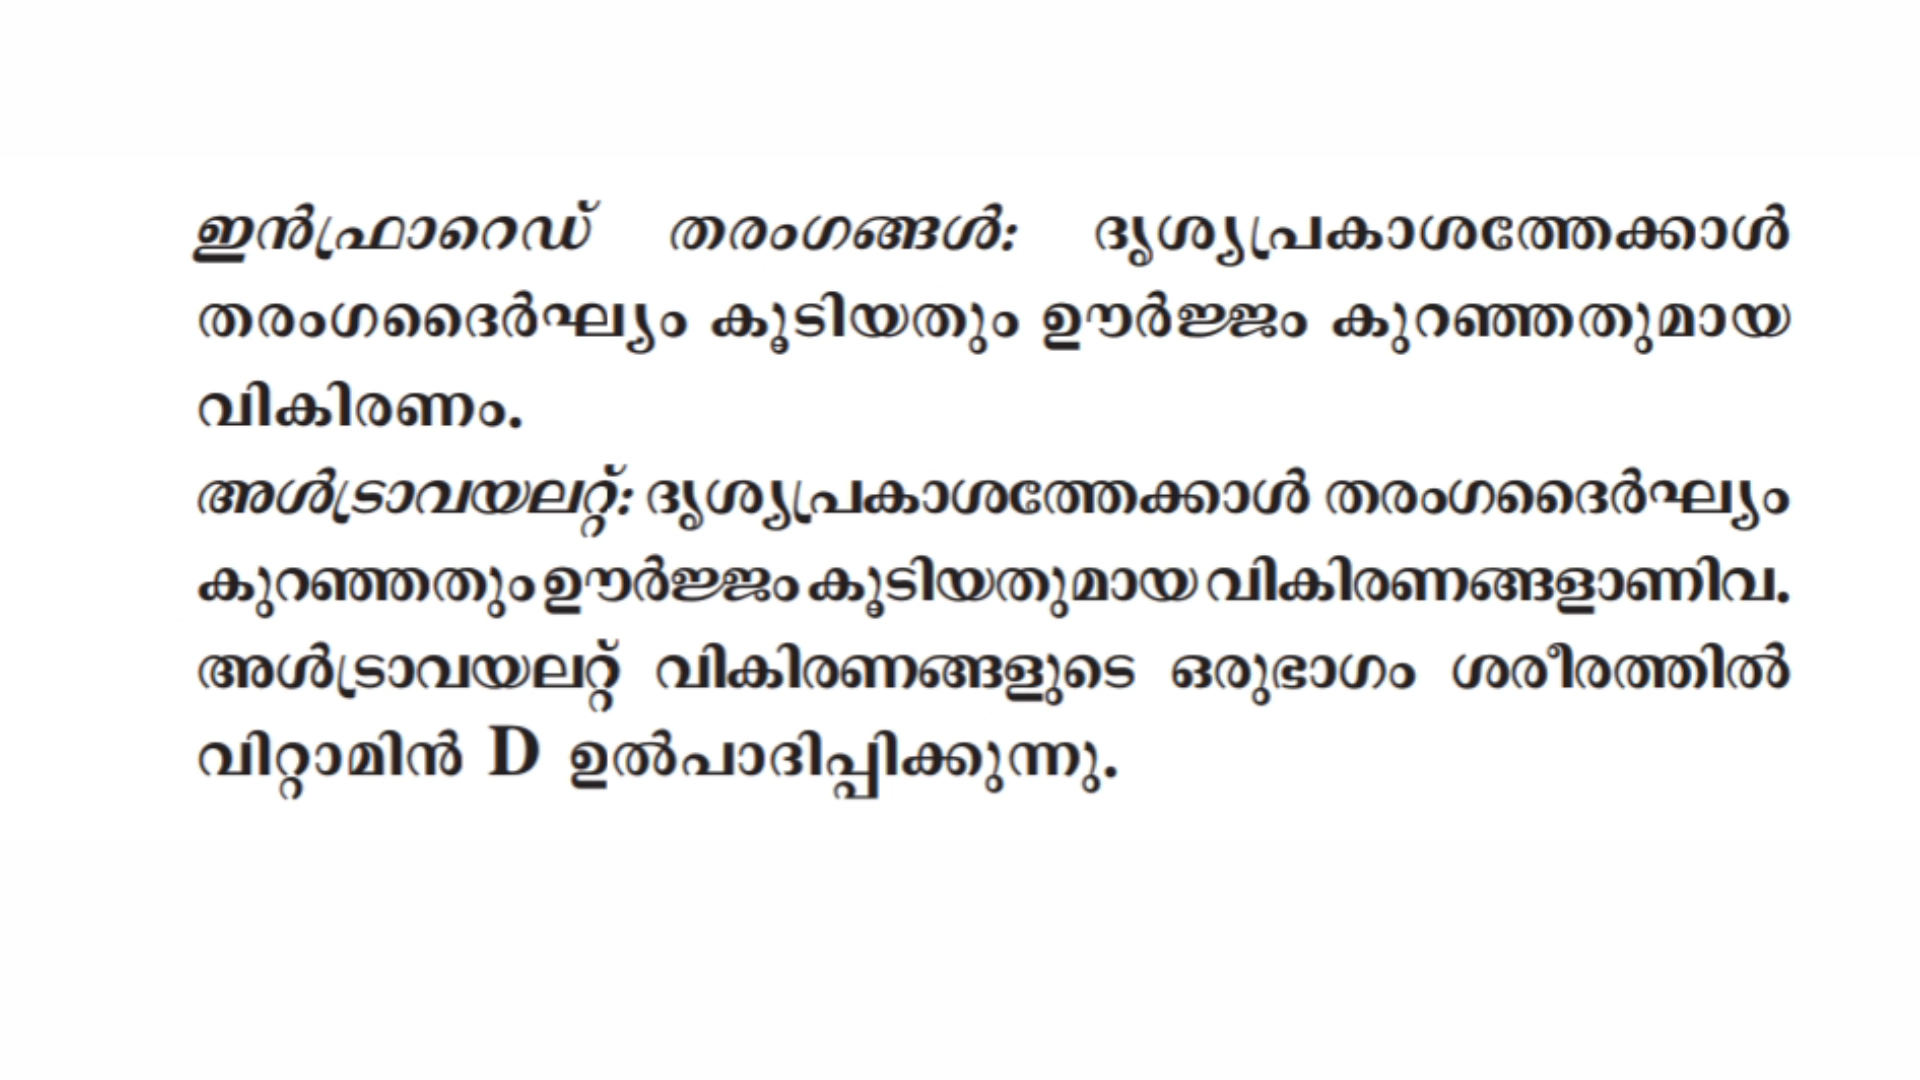 ഇൻഫ്രാറെഡ് തരംഗങ്ങൾ: ദൃശ്യപ്രകാശത്തേക്കാൾ
തരംഗദൈർഘ്യം കൂടിയതും ഊർജ്ജം കുറഞ്ഞതുമായ
വികിരണം.
അൾട്രാവയലറ്റ്: ദൃശ്യപ്രകാശത്തേക്കാൾ തരംഗദൈർഘ്യം
കുറഞ്ഞതും ഊർജ്ജം കൂടിയതുമായ വികിരണങ്ങളാണിവ.
അൾട്രാവയലറ്റ് വികിരണങ്ങളുടെ ഒരുഭാഗം ശരീരത്തിൽ
വിറ്റാമിൻ D ഉൽപാദിപ്പിക്കുന്നു.